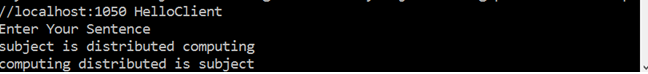 //localhost:1050 HelloClient
Enter Your Sentence
subject is distributed computing
computing distributed is subject